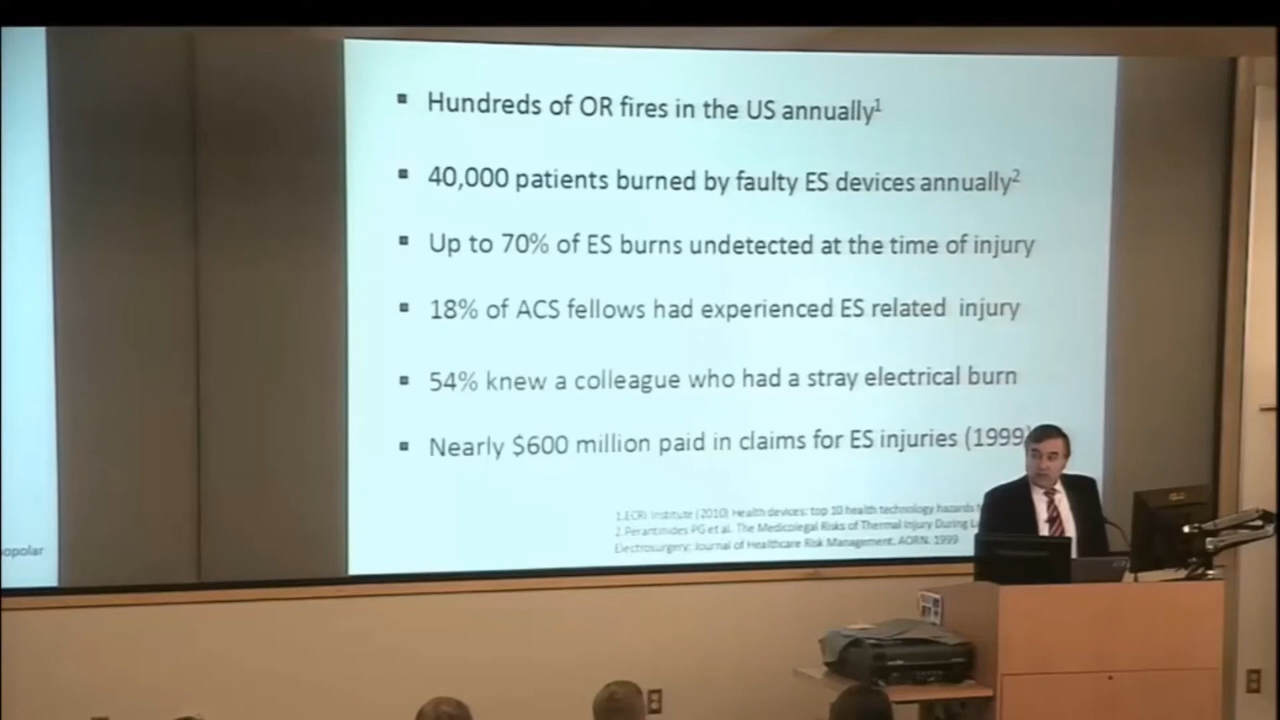 Hundreds of OR fires in the US annually1
40,000 patients burned by faulty ES devices annually2
Up to 70% of ES burns undetected at the time of injury
18% of ACS fellows had experienced ES related injury
54% knew a colleague who had a stray electrical burn
Nearly $600 million paid in claims for ES injuries (1999)
1.ECRI Institute (2010) Health devices: top 10 health technology hazards
2.Perantinides PG et al. The Medicolegal Risks of Thermal Injury During
Electrosurgery: Journal of Healthcare Risk Management. AORN. 1999
opolar